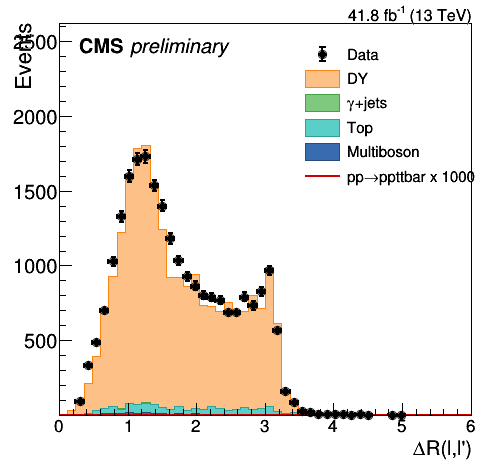 41.8 fb⁻¹ (13 TeV)
Events
CMS preliminary
Data
DY
γ+jets
Top
Multiboson
pp→ppttbar x 1000
2500
2000
1500
1000
500
0 1 2 3 4 5 6
ΔR(l,l')